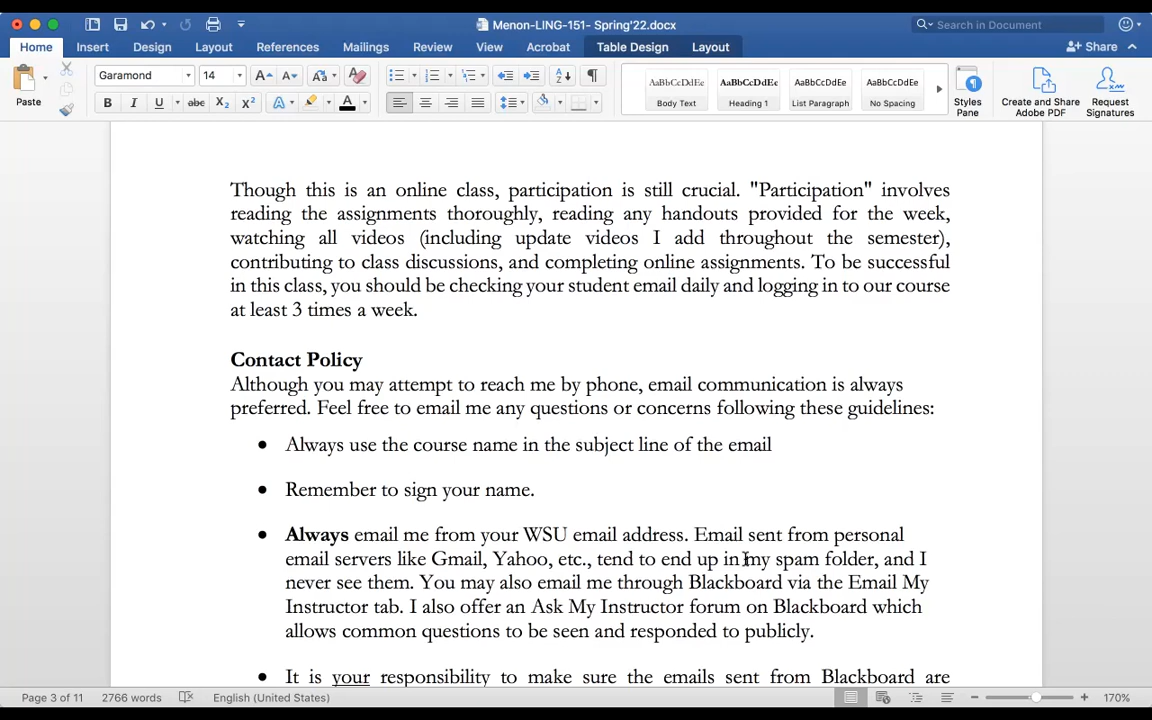 Menon-LING-151- Spring'22.docx
Search in Document
Home Insert Design Layout References Mailings Review View Acrobat Table Design Layout Share
Paste
Garamond 14
B I U abc X₂ X² A A
AaBbCcDdEe AaBbCcDdEe AaBbCcDdEe AaBbCcDdEe
Body Text Heading 1 List Paragraph No Spacing
Styles Pane
Create and Share Adobe PDF
Request Signatures
Though this is an online class, participation is still crucial. "Participation" involves
reading the assignments thoroughly, reading any handouts provided for the week,
watching all videos (including update videos I add throughout the semester),
contributing to class discussions, and completing online assignments. To be successful
in this class, you should be checking your student email daily and logging in to our course
at least 3 times a week.
Contact Policy
Although you may attempt to reach me by phone, email communication is always
preferred. Feel free to email me any questions or concerns following these guidelines:
• Always use the course name in the subject line of the email
• Remember to sign your name.
• Always email me from your WSU email address. Email sent from personal
email servers like Gmail, Yahoo, etc., tend to end up in my spam folder, and I
never see them. You may also email me through Blackboard via the Email My
Instructor tab. I also offer an Ask My Instructor forum on Blackboard which
allows common questions to be seen and responded to publicly.
• It is your responsibility to make sure the emails sent from Blackboard are
Page 3 of 11 2766 words English (United States) 170%